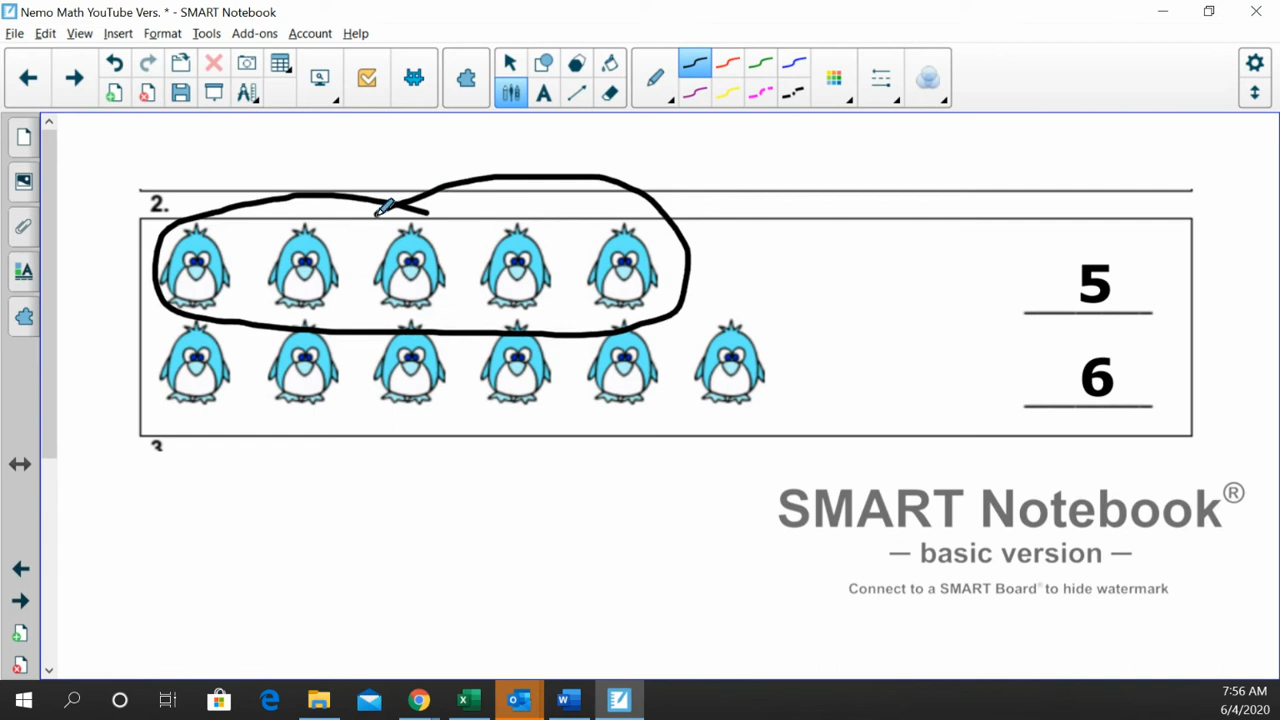 Nemo Math YouTube Vers. * - SMART Notebook
File Edit View Insert Format Tools Add-ons Account Help
2.
5
6
3
SMART Notebook®
— basic version —
Connect to a SMART Board® to hide watermark
7:56 AM
6/4/2020